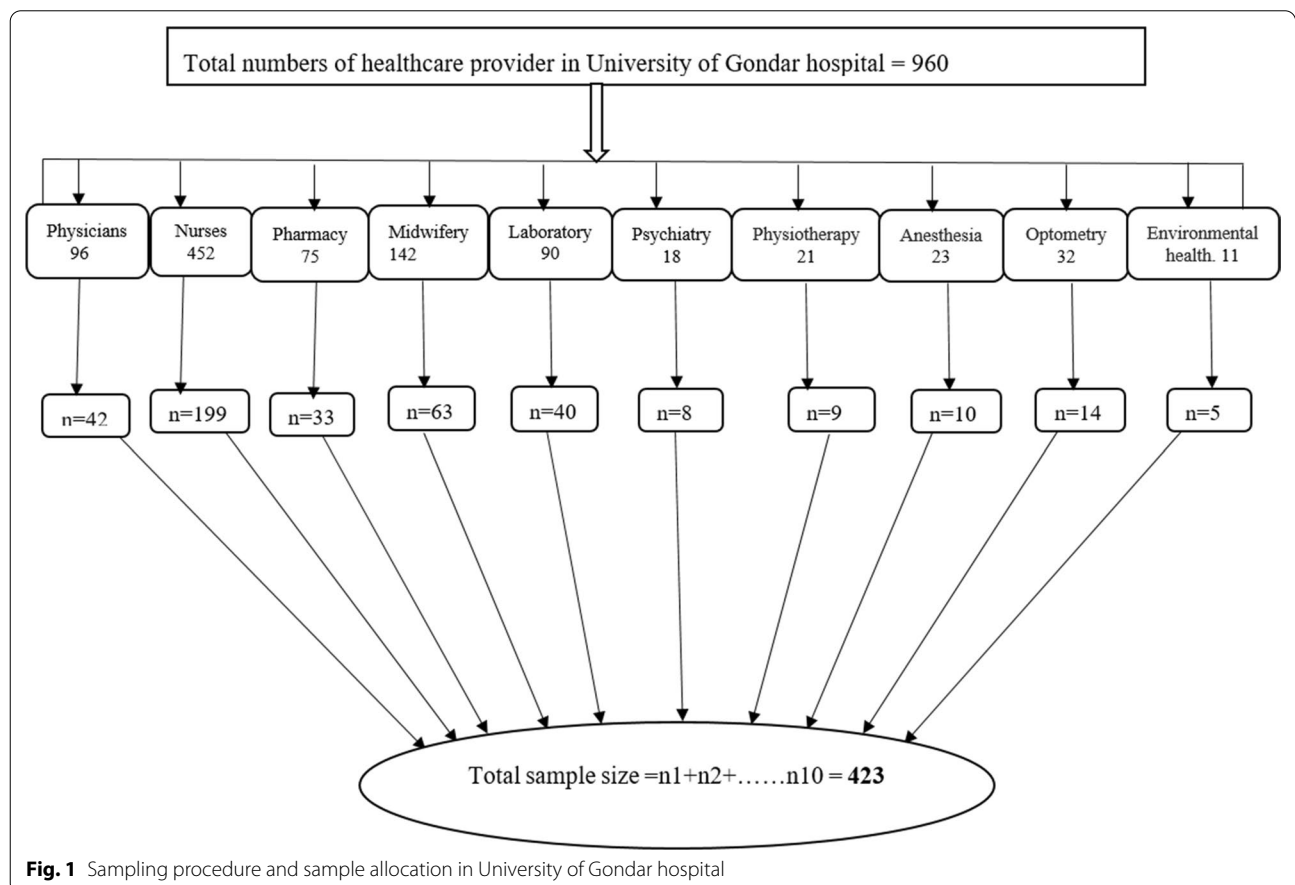 Total numbers of healthcare provider in University of Gondar hospital = 960
Physicians
96
Nurses
452
Pharmacy
75
Midwifery
142
Laboratory
90
Psychiatry
18
Physiotherapy
21
Anesthesia
23
Optometry
32
Environmental
health. 11
n=42
n=199
n=33
n=63
n=40
n=8
n=9
n=10
n=14
n=5
Total sample size =n1+n2+......n10 = 423
Fig. 1 Sampling procedure and sample allocation in University of Gondar hospital